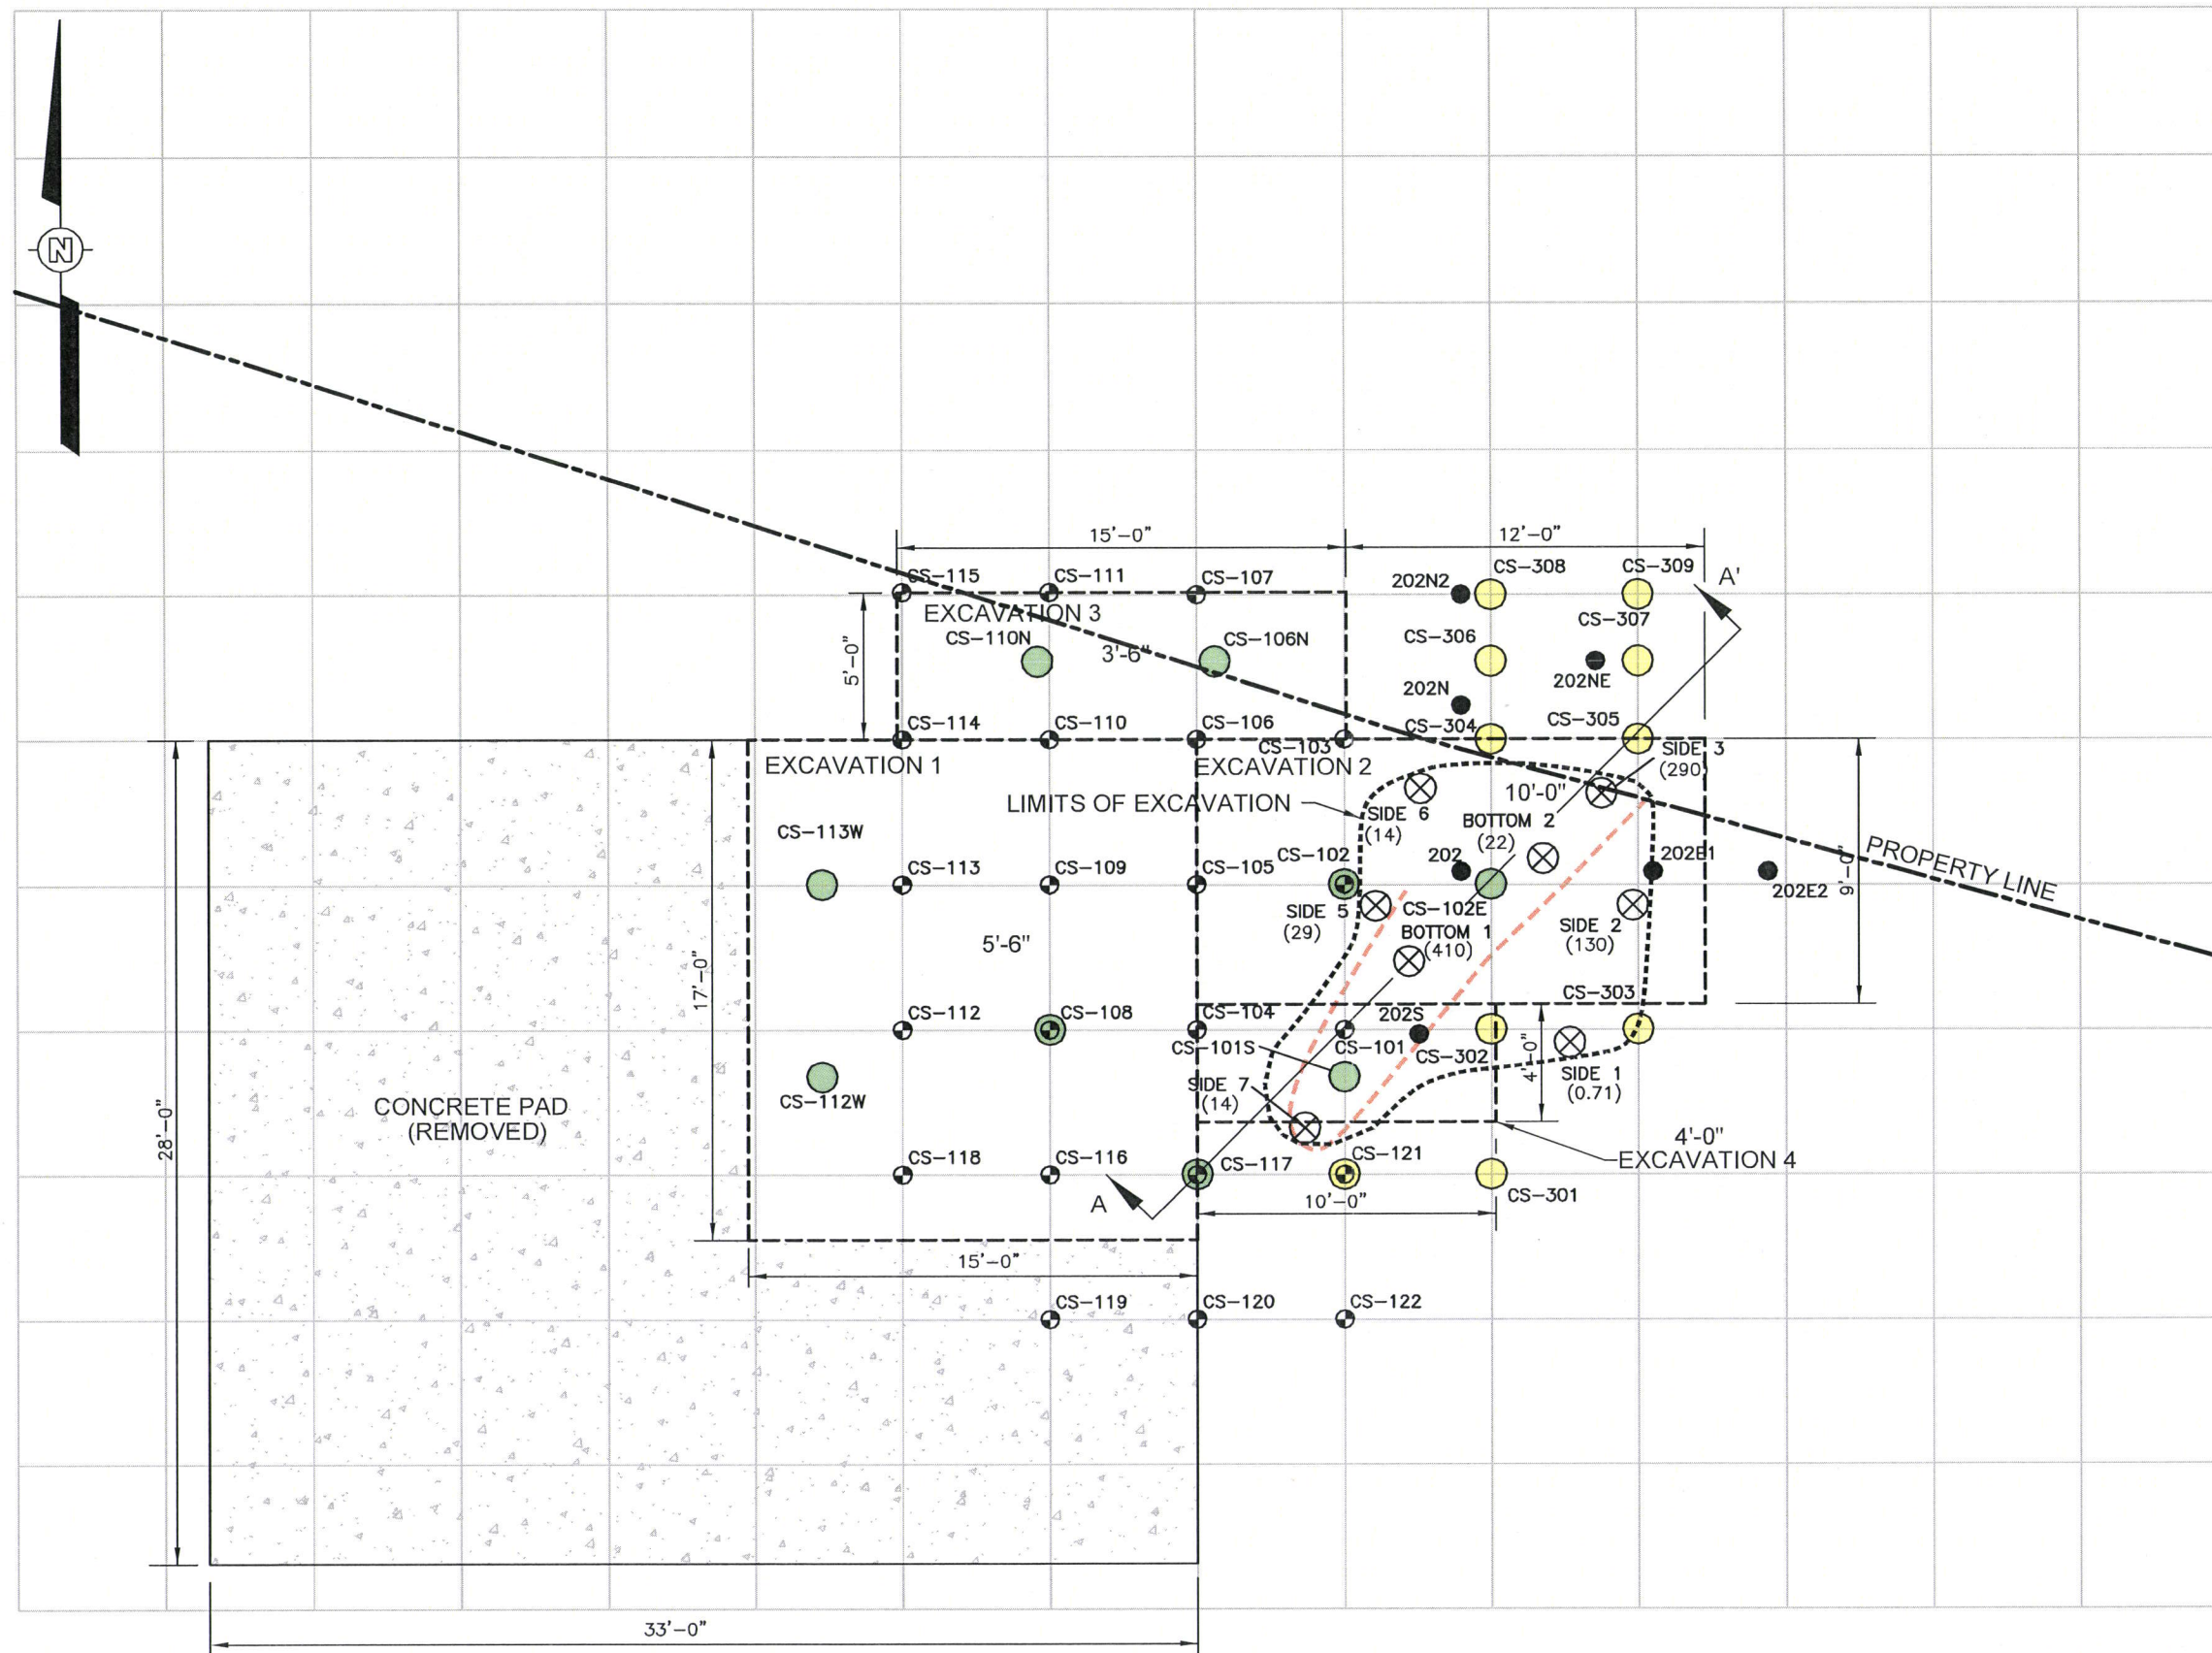 N
15'-0"
12'-0"
CS-115
CS-111
CS-107
202N2
CS-308
CS-309
A'
EXCAVATION 3
CS-307
CS-110N
3'-6"
CS-106N
CS-306
5'-0"
202NE
202N
CS-114
CS-110
CS-106
CS-103
CS-304
CS-305
EXCAVATION 1
EXCAVATION 2
SIDE 3
(290)
LIMITS OF EXCAVATION
10'-0"
SIDE 6
(14)
BOTTOM 2
(22)
CS-113W
CS-113
CS-109
CS-105
CS-102
202
202E1
202E2
9'-0"
PROPERTY LINE
SIDE 5
(29)
CS-102E
BOTTOM 1
(410)
SIDE 2
(130)
5'-6"
17'-0"
CS-303
CS-112
CS-108
CS-104
202S
CS-101S
CS-101
CS-302
4'-0"
SIDE 7
(14)
SIDE 1
(0.71)
CS-112W
CONCRETE PAD
(REMOVED)
28'-0"
4'-0"
EXCAVATION 4
CS-118
CS-116
CS-117
CS-121
CS-301
A
10'-0"
15'-0"
CS-119
CS-120
CS-122
33'-0"